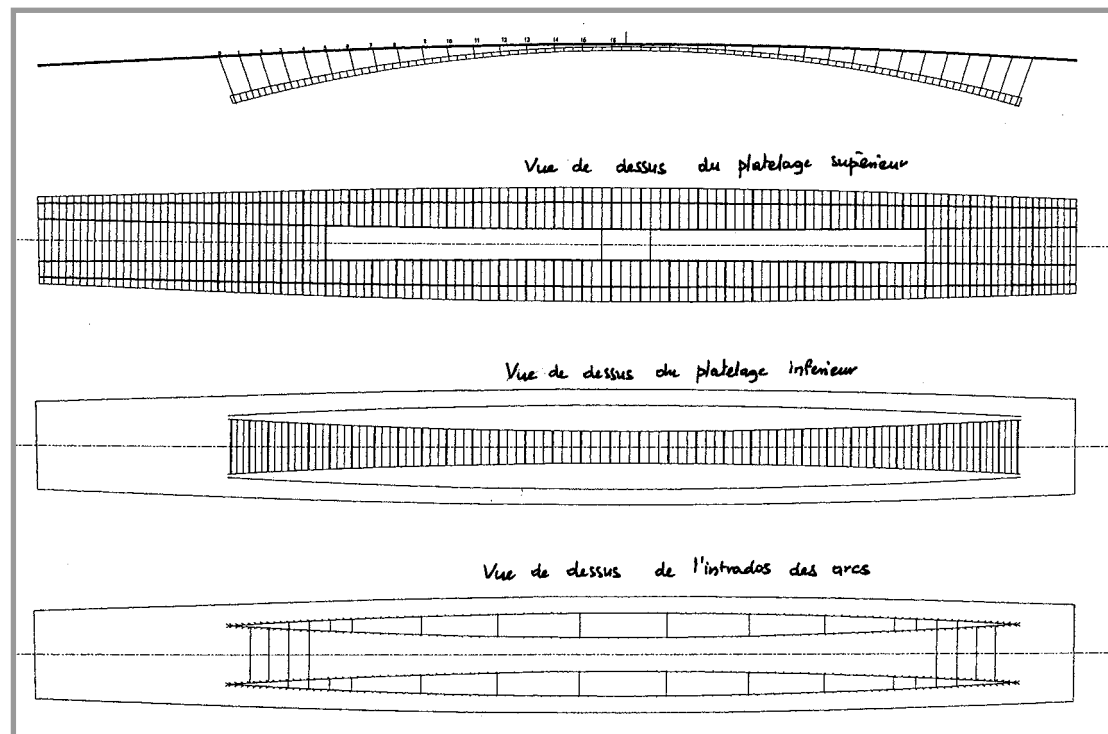 Vue de dessus du platelage supérieur
Vue de dessus du platelage inférieur
Vue de dessus de l'intrados des arcs